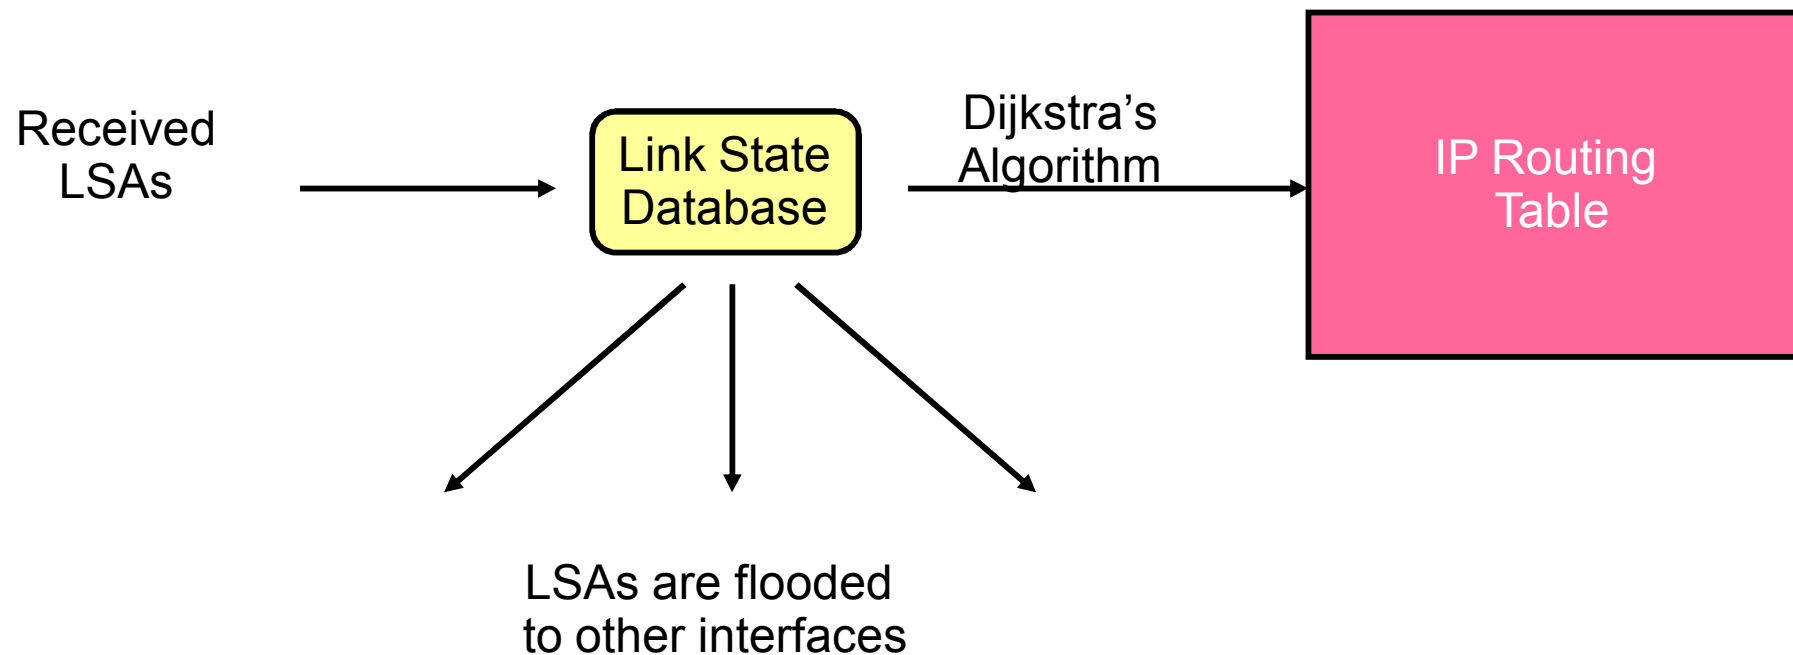 Received
LSAs
Link State
Database
Dijkstra’s
Algorithm
IP Routing
Table
LSAs are flooded
to other interfaces